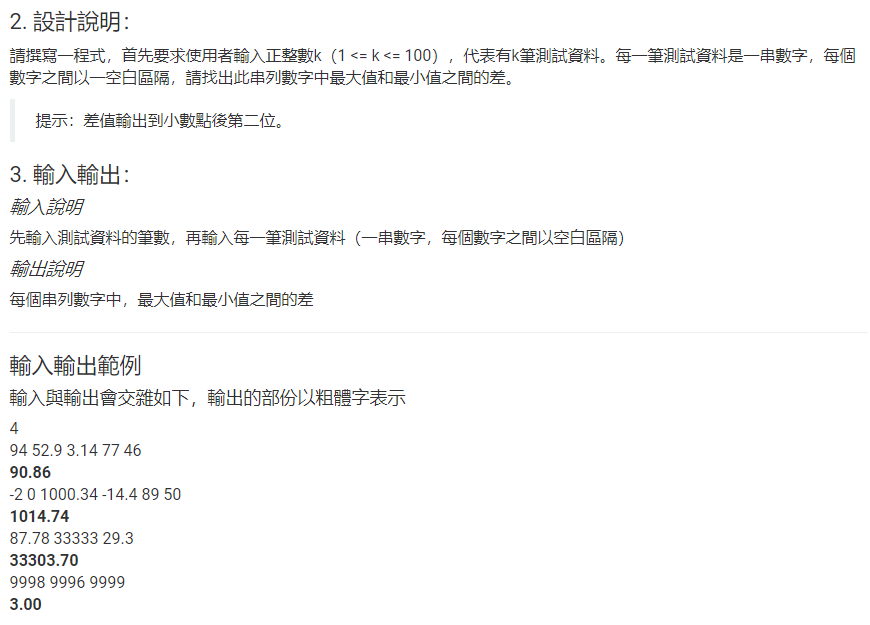 2. 設計說明：
請撰寫一程式，首先要求使用者輸入正整數k（1 <= k <= 100），代表有k筆測試資料。每一筆測試資料是一串數字，每個
數字之間以一空白區隔，請找出此串列數字中最大值和最小值之間的差。
提示：差值輸出到小數點後第二位。
3. 輸入輸出：
輸入說明
先輸入測試資料的筆數，再輸入每一筆測試資料（一串數字，每個數字之間以空白區隔）
輸出說明
每個串列數字中，最大值和最小值之間的差
輸入輸出範例
輸入與輸出會交雜如下，輸出的部份以粗體字表示
4
94 52.9 3.14 77 46
90.86
-2 0 1000.34 -14.4 89 50
1014.74
87.78 33333 29.3
33303.70
9998 9996 9999
3.00